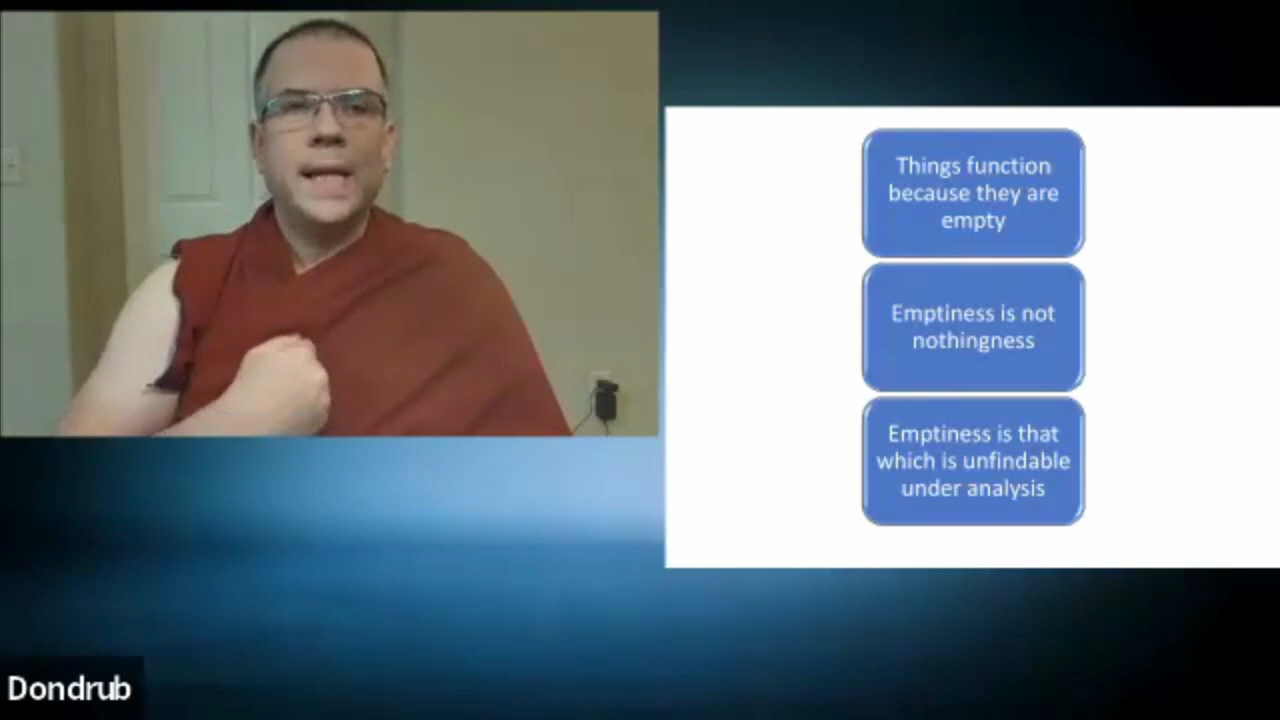 Things function
because they are
empty
Emptiness is not
nothingness
Emptiness is that
which is unfindable
under analysis
Dondrub